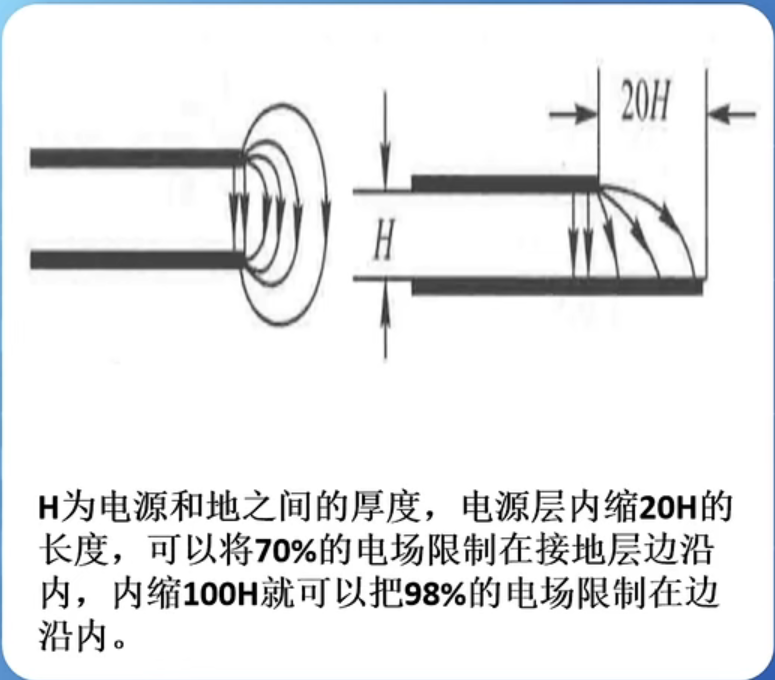 20H
H
H为电源和地之间的厚度，电源层内缩20H的
长度，可以将70%的电场限制在接地层边沿
内，内缩100H就可以把98%的电场限制在边
沿内。